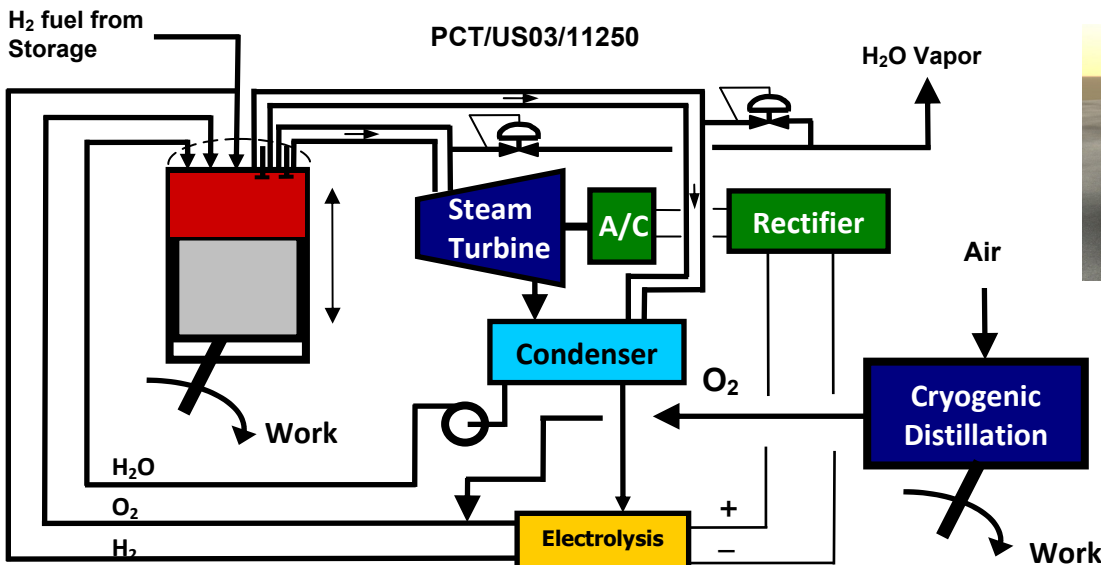 H₂ fuel from
Storage
PCT/US03/11250
H₂O Vapor
Steam
Turbine
A/C
Rectifier
Air
Condenser
O₂
Cryogenic
Distillation
Work
H₂O
O₂
H₂
Electrolysis
+
–
Work